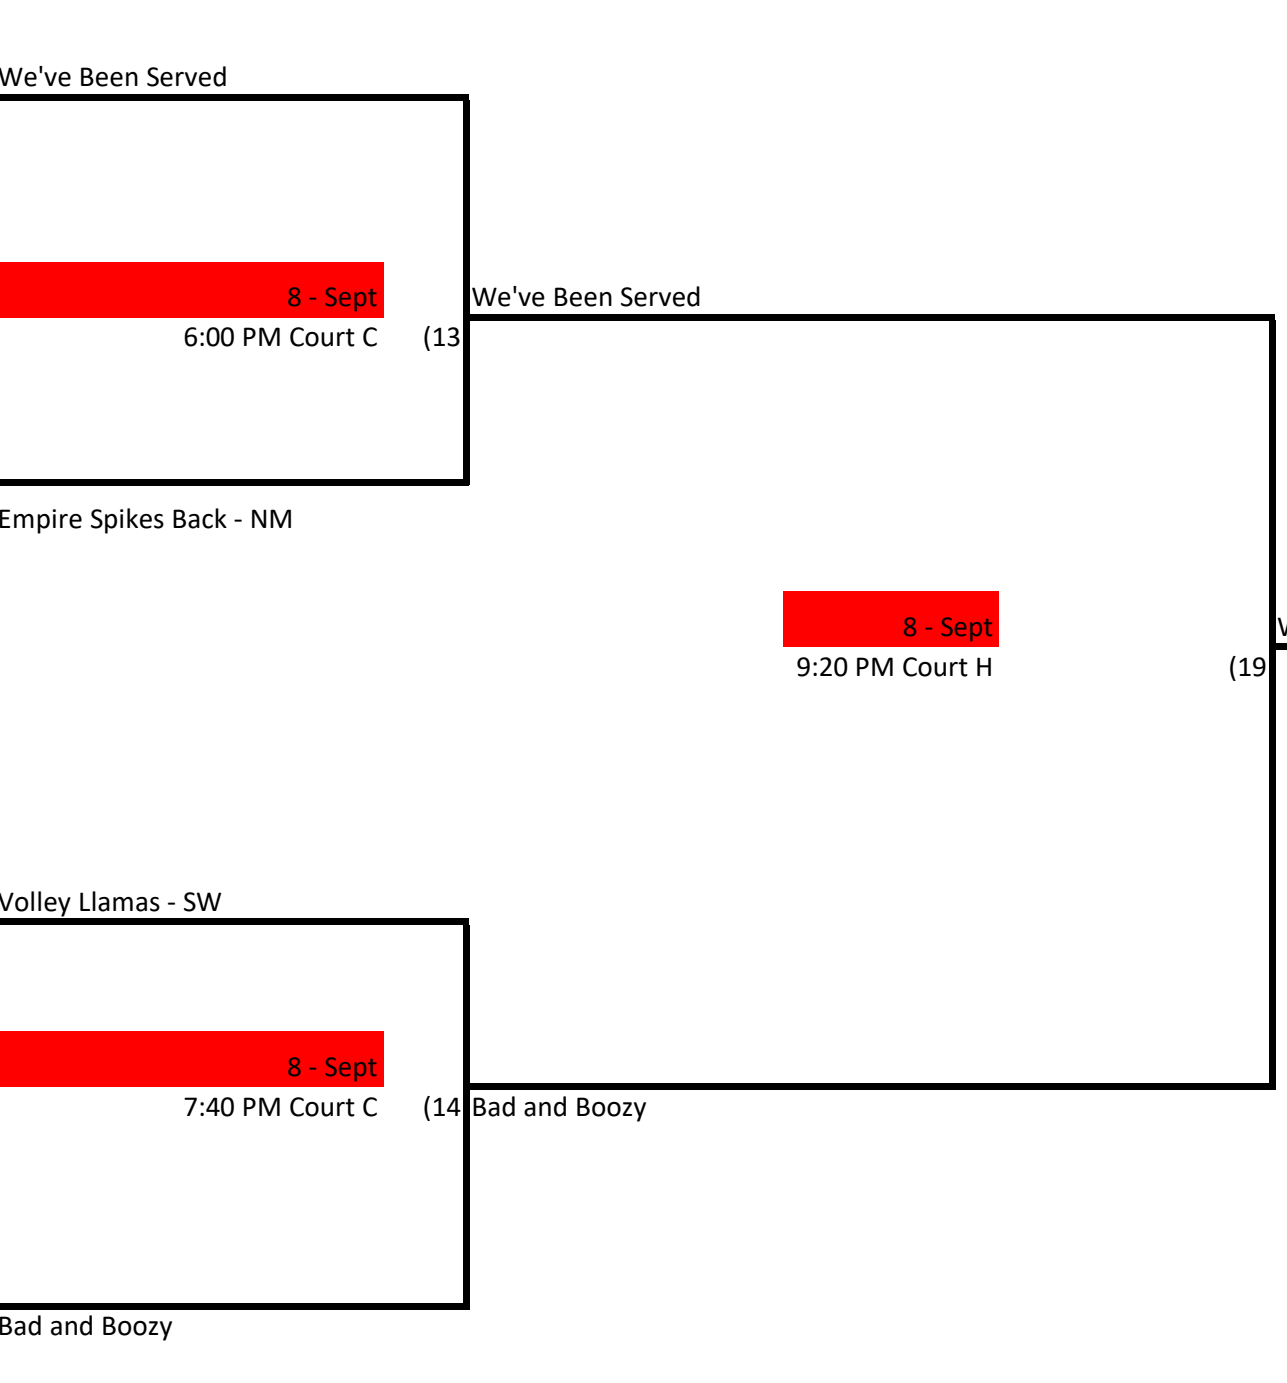 We've Been Served
8 - Sept
We've Been Served
6:00 PM Court C (13
Empire Spikes Back - NM
8 - Sept
9:20 PM Court H (19
Volley Llamas - SW
8 - Sept
7:40 PM Court C (14 Bad and Boozy
Bad and Boozy